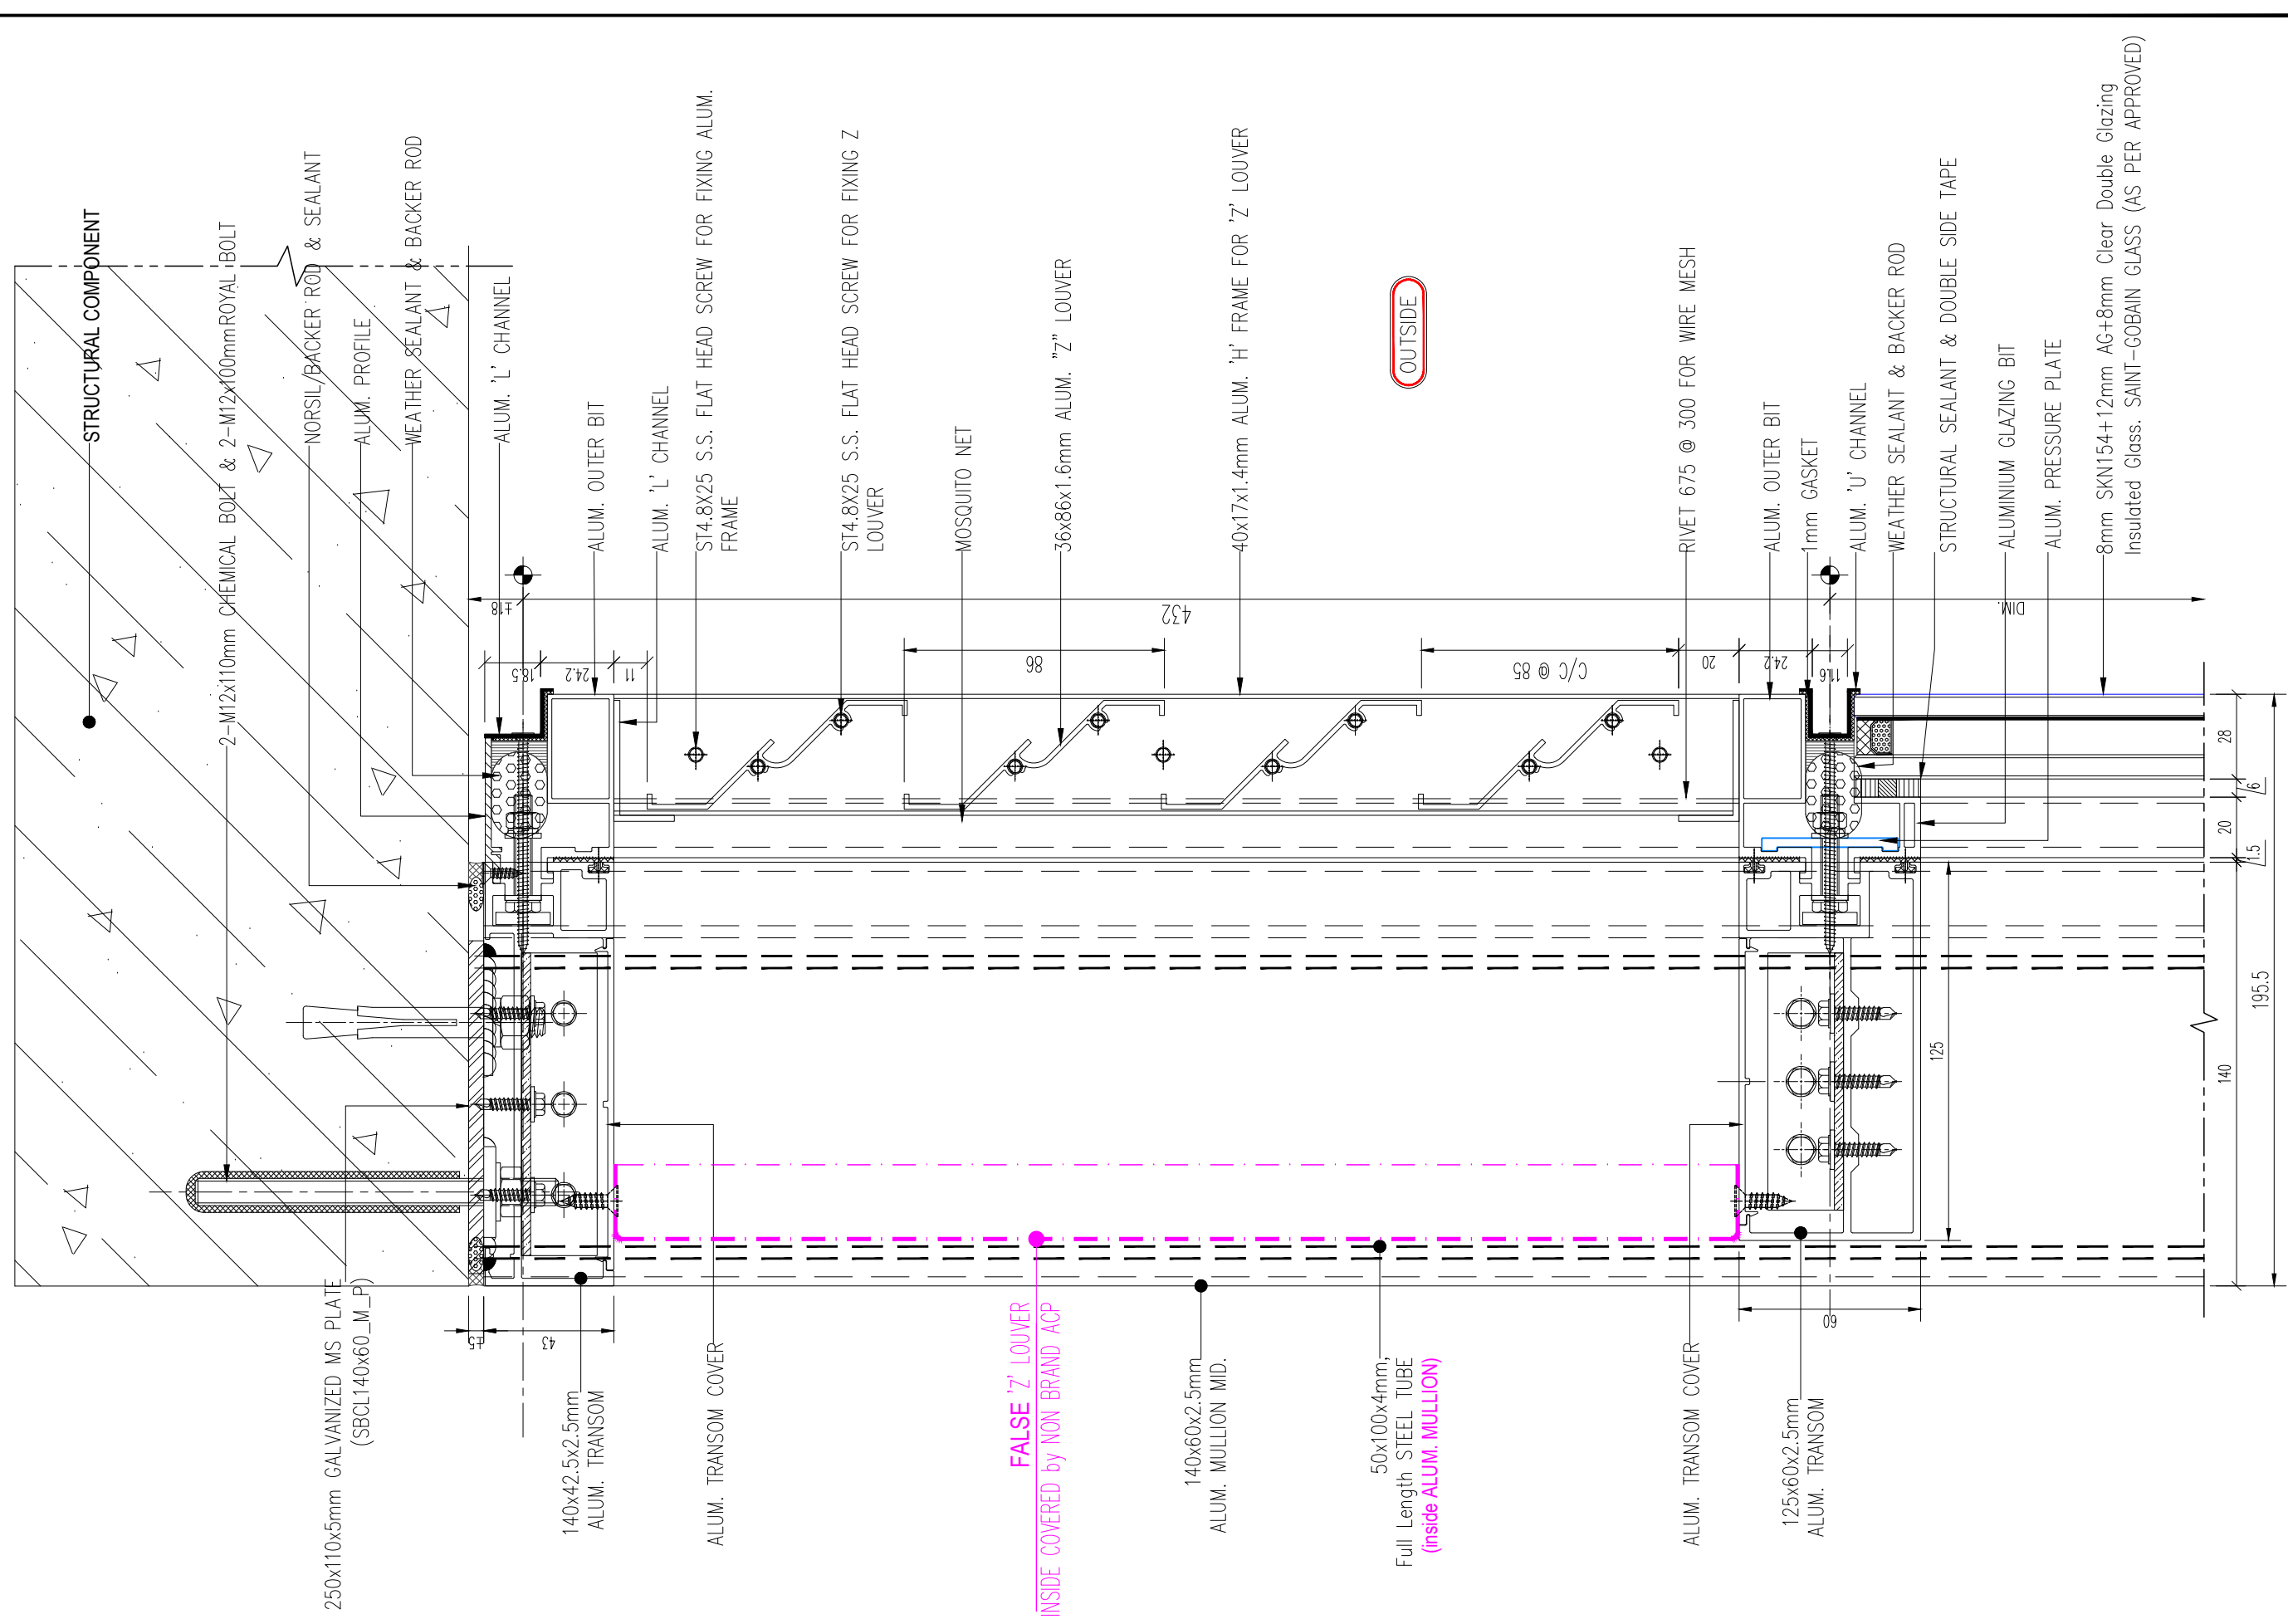 STRUCTURAL COMPONENT
2-M12x110mm CHEMICAL BOLT & 2-M12x100mmROYAL BOLT
NORSIL/BACKER ROD & SEALANT
ALUM. PROFILE
WEATHER SEALANT & BACKER ROD
ALUM. 'L' CHANNEL
ALUM. OUTER BIT
ALUM. 'L' CHANNEL
ST4.8X25 S.S. FLAT HEAD SCREW FOR FIXING ALUM.
FRAME
ST4.8X25 S.S. FLAT HEAD SCREW FOR FIXING Z
LOUVER
MOSQUITO NET
36x86x1.6mm ALUM. "Z" LOUVER
40x17x1.4mm ALUM. 'H' FRAME FOR 'Z' LOUVER
OUTSIDE
RIVET 675 @ 300 FOR WIRE MESH
ALUM. OUTER BIT
1mm GASKET
ALUM. 'U' CHANNEL
WEATHER SEALANT & BACKER ROD
STRUCTURAL SEALANT & DOUBLE SIDE TAPE
ALUMINIUM GLAZING BIT
ALUM. PRESSURE PLATE
8mm SKN154+12mm AG+8mm Clear Double Glazing
Insulated Glass. SAINT-GOBAIN GLASS (AS PER APPROVED)
±18
432
DIM.
18.5
24.2
11
86
C/C @ 85
20
24.2
11.6
28
6
20
1.5
140
195.5
125
60
±5
43
250x110x5mm GALVANIZED MS PLATE
(SBCL140x60_M_P)
140x42.5x2.5mm
ALUM. TRANSOM
ALUM. TRANSOM COVER
FALSE 'Z' LOUVER
INSIDE COVERED by NON BRAND ACP
140x60x2.5mm
ALUM. MULLION MID.
50x100x4mm,
Full Length STEEL TUBE
(inside ALUM. MULLION)
ALUM. TRANSOM COVER
125x60x2.5mm
ALUM. TRANSOM